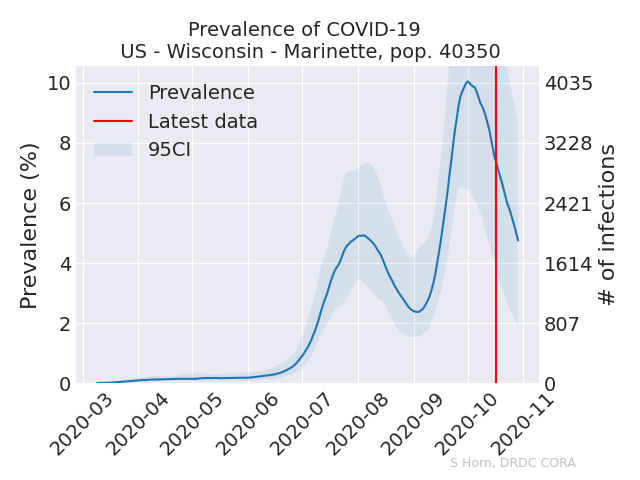 Prevalence of COVID-19
US - Wisconsin - Marinette, pop. 40350
Prevalence
Latest data
95CI
Prevalence (%)
10
8
6
4
2
0
4035
3228
2421
1614
807
0
# of infections
2020-03
2020-04
2020-05
2020-06
2020-07
2020-08
2020-09
2020-10
2020-11
S Horn, DRDC CORA